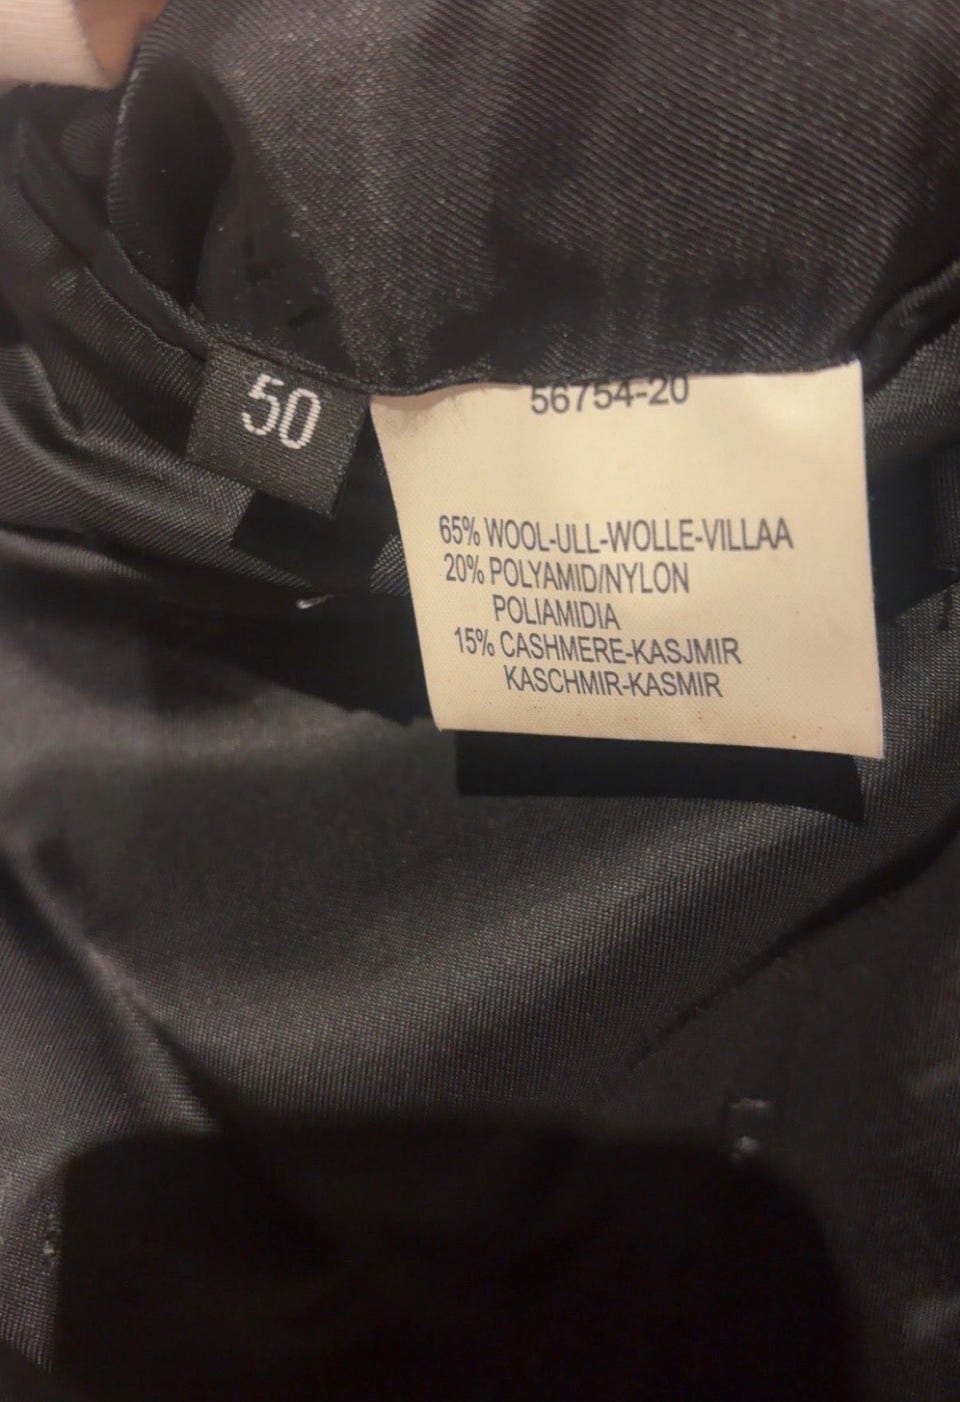 50
56754-20
65% WOOL-ULL-WOLLE-VILLAA
20% POLYAMID/NYLON
POLIAMIDIA
15% CASHMERE-KASJMIR
KASCHMIR-KASMIR